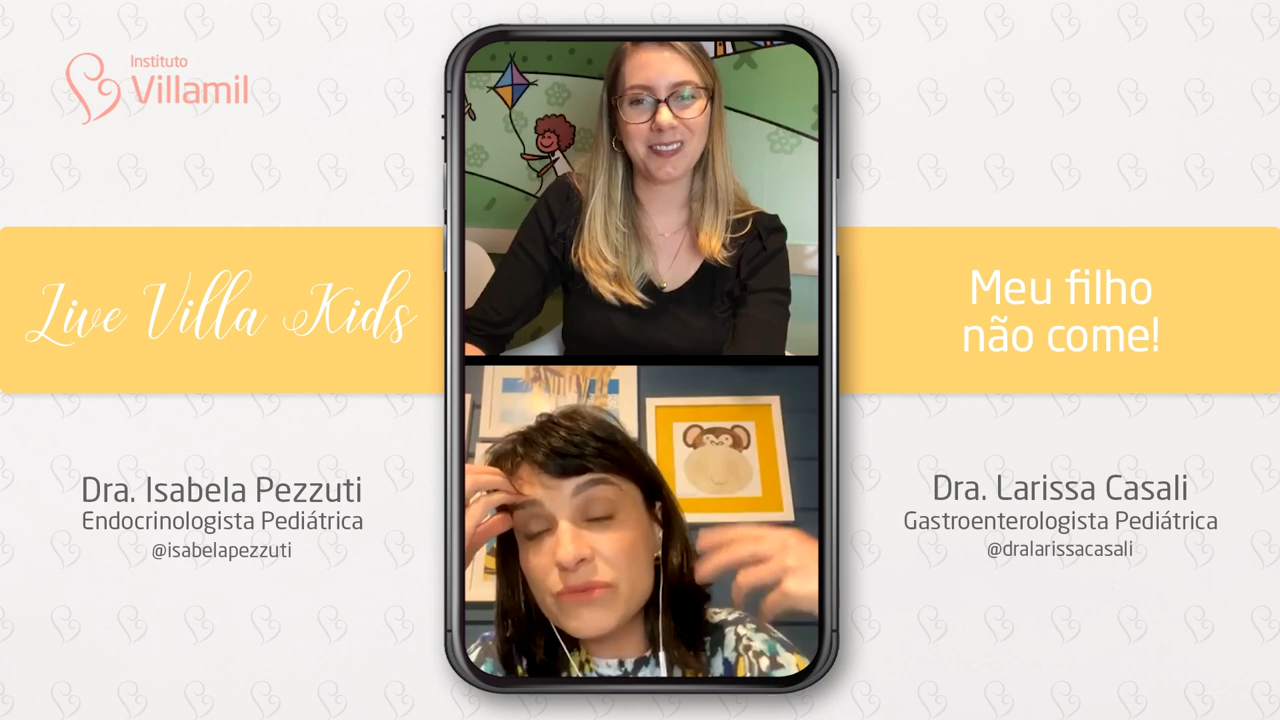 Instituto
Villamil
Live Villa Kids
Meu filho
não come!
Dra. Isabela Pezzuti
Endocrinologista Pediátrica
@isabelapezzuti
Dra. Larissa Casali
Gastroenterologista Pediátrica
@dralarissacasali